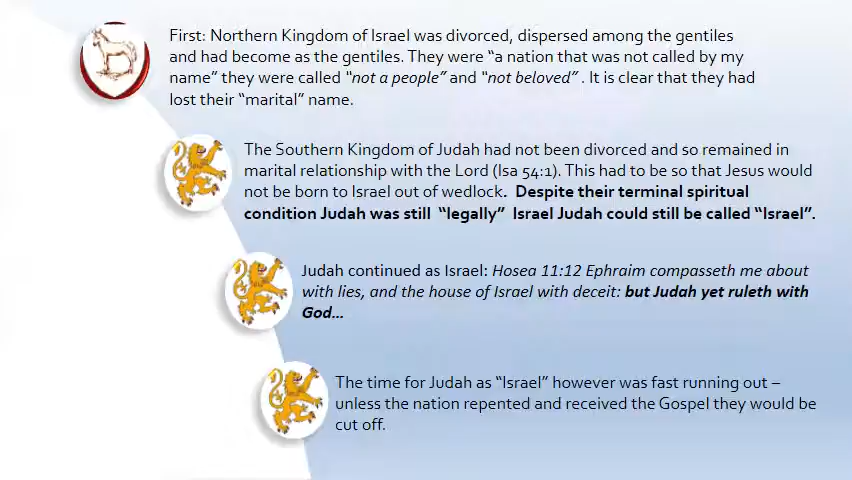 First: Northern Kingdom of Israel was divorced, dispersed among the gentiles
and had become as the gentiles. They were “a nation that was not called by my
name” they were called “not a people” and “not beloved” . It is clear that they had
lost their “marital” name.
The Southern Kingdom of Judah had not been divorced and so remained in
marital relationship with the Lord (Isa 54:1). This had to be so that Jesus would
not be born to Israel out of wedlock. Despite their terminal spiritual
condition Judah was still “legally” Israel Judah could still be called “Israel”.
Judah continued as Israel: Hosea 11:12 Ephraim compasseth me about
with lies, and the house of Israel with deceit: but Judah yet ruleth with
God…
The time for Judah as “Israel” however was fast running out –
unless the nation repented and received the Gospel they would be
cut off.